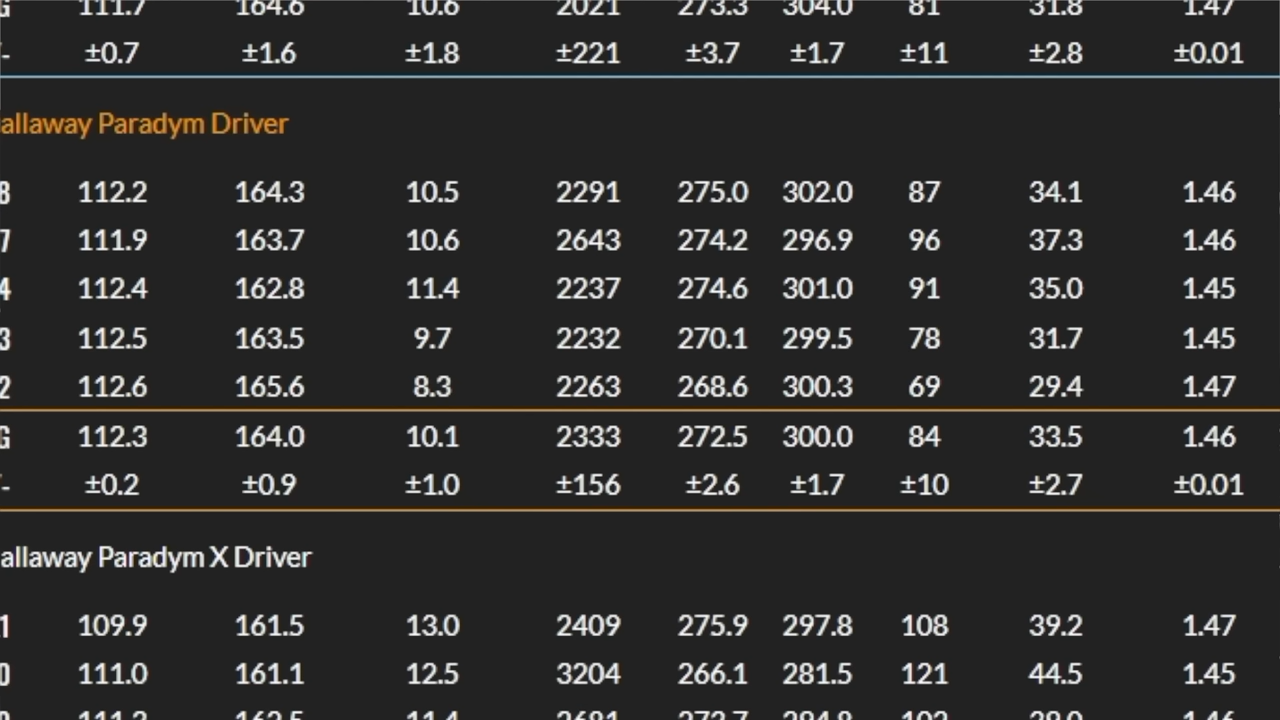 G 111.7 164.6 10.6 2021 273.3 304.0 81 31.8 1.47
- ±0.7 ±1.6 ±1.8 ±221 ±3.7 ±1.7 ±11 ±2.8 ±0.01
allaway Paradym Driver
8 112.2 164.3 10.5 2291 275.0 302.0 87 34.1 1.46
7 111.9 163.7 10.6 2643 274.2 296.9 96 37.3 1.46
4 112.4 162.8 11.4 2237 274.6 301.0 91 35.0 1.45
3 112.5 163.5 9.7 2232 270.1 299.5 78 31.7 1.45
2 112.6 165.6 8.3 2263 268.6 300.3 69 29.4 1.47
G 112.3 164.0 10.1 2333 272.5 300.0 84 33.5 1.46
- ±0.2 ±0.9 ±1.0 ±156 ±2.6 ±1.7 ±10 ±2.7 ±0.01
allaway Paradym X Driver
1 109.9 161.5 13.0 2409 275.9 297.8 108 39.2 1.47
0 111.0 161.1 12.5 3204 266.1 281.5 121 44.5 1.45